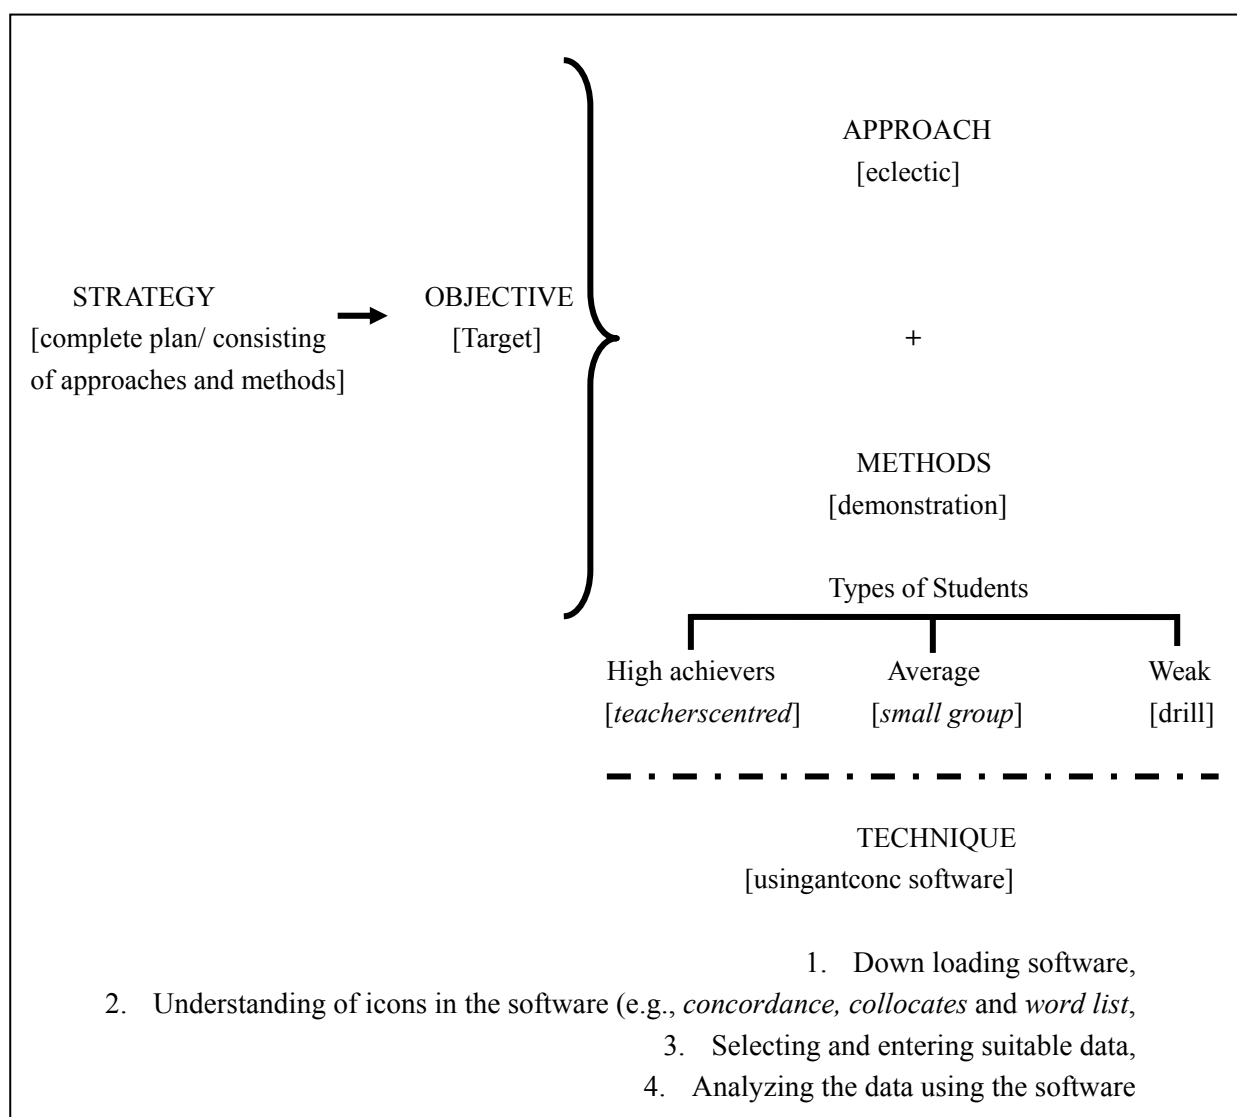 APPROACH
[eclectic]
STRATEGY
[complete plan/ consisting
of approaches and methods]
OBJECTIVE
[Target]
+
METHODS
[demonstration]
Types of Students
High achievers
[teacherscentred]
Average
[small group]
Weak
[drill]
TECHNIQUE
[usingantconc software]
1. Down loading software,
2. Understanding of icons in the software (e.g., concordance, collocates and word list,
3. Selecting and entering suitable data,
4. Analyzing the data using the software